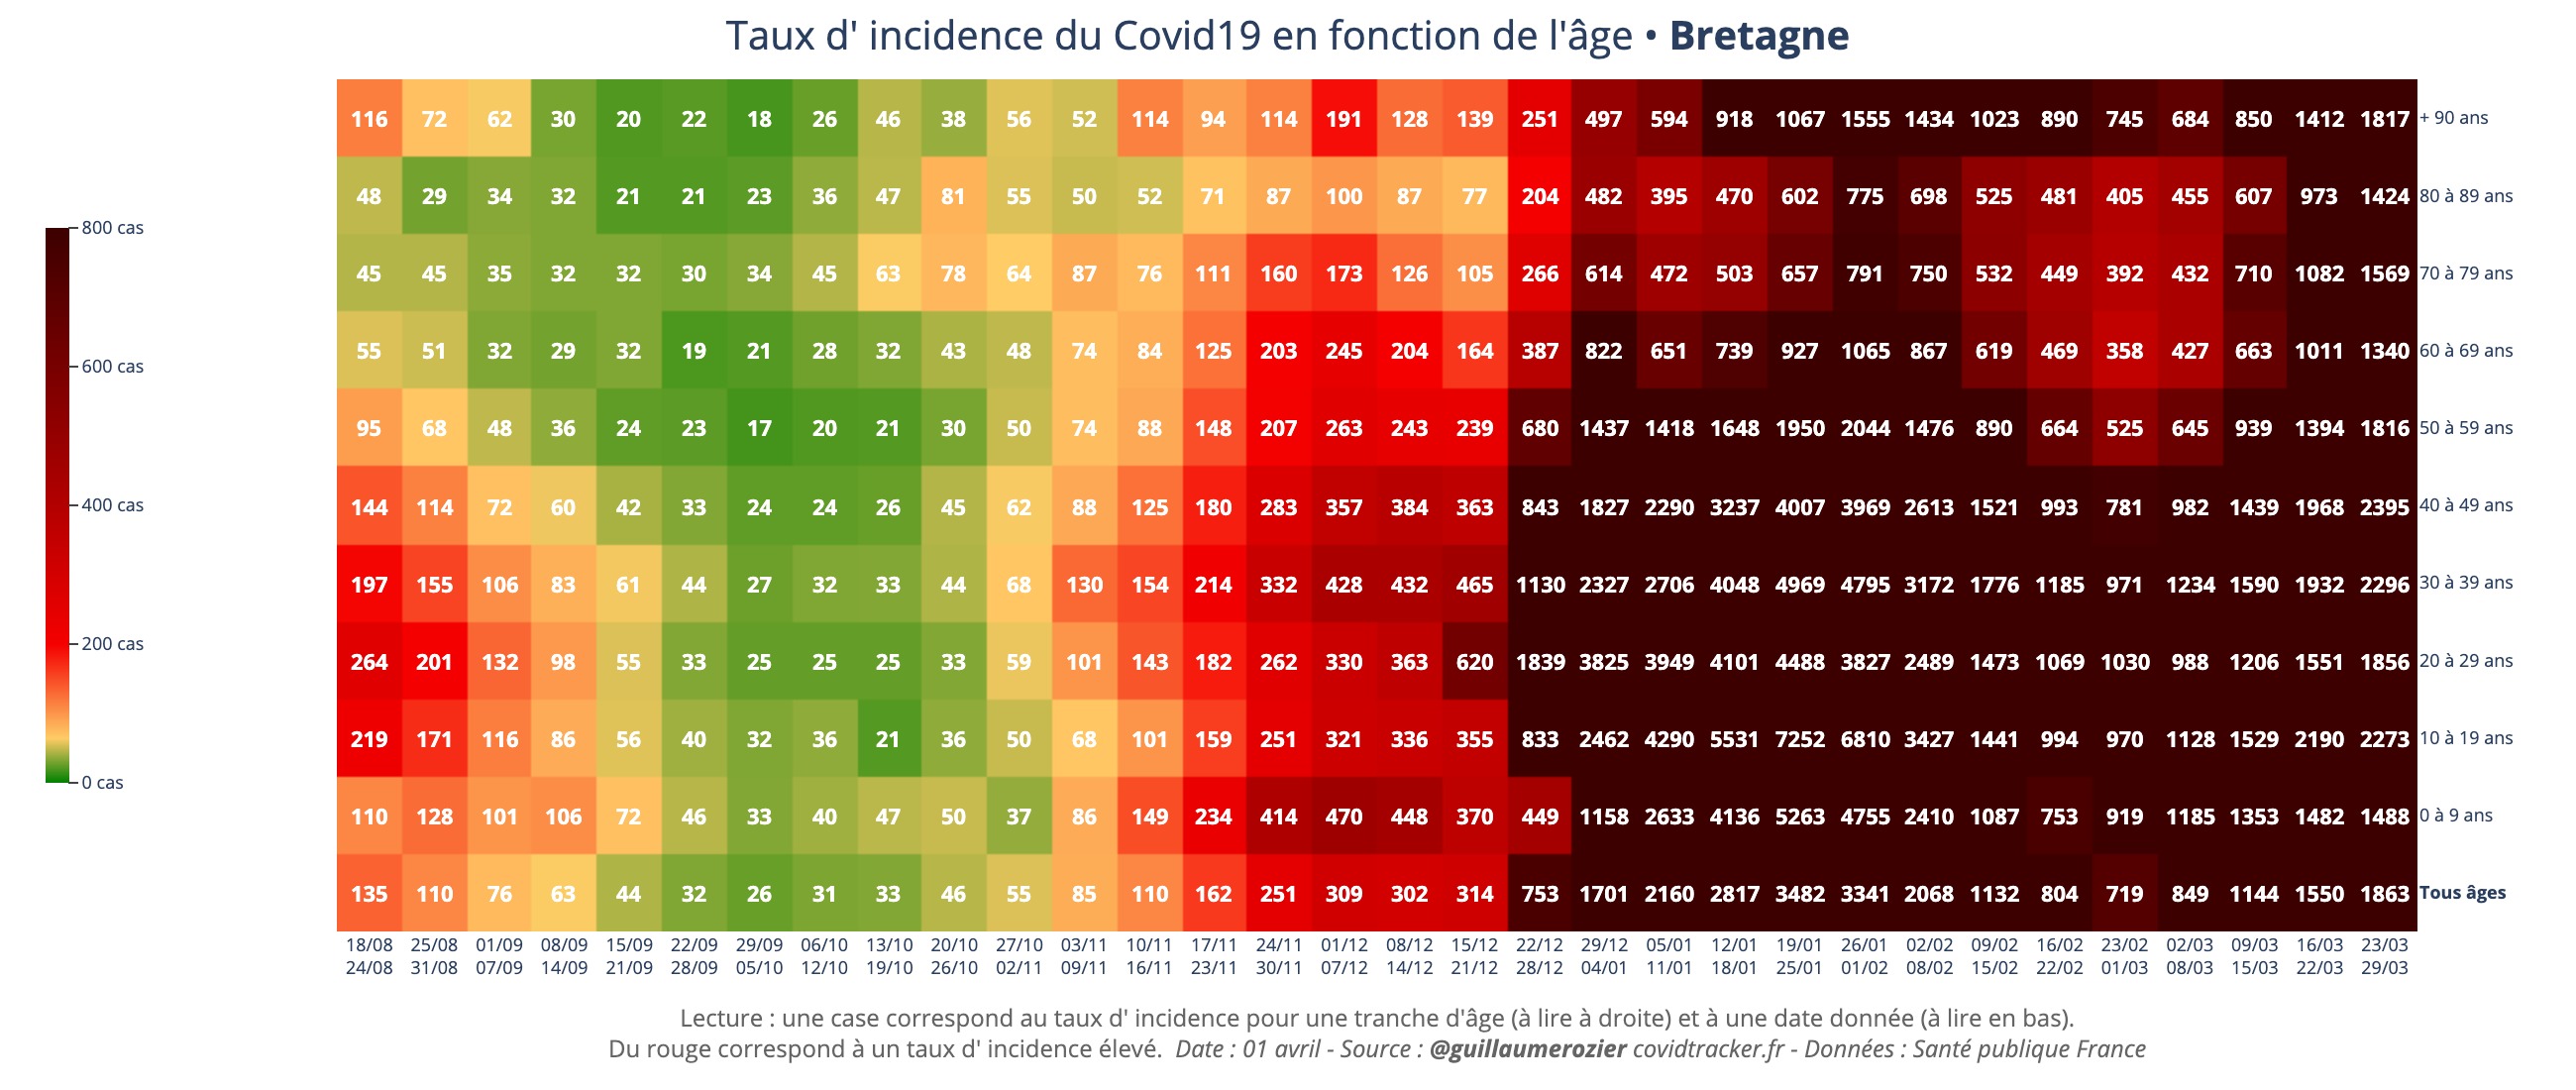 Taux d' incidence du Covid19 en fonction de l'âge • Bretagne
800 cas
600 cas
400 cas
200 cas
0 cas
116 72 62 30 20 22 18 26 46 38 56 52 114 94 114 191 128 139 251 497 594 918 1067 1555 1434 1023 890 745 684 850 1412 1817 + 90 ans
48 29 34 32 21 21 23 36 47 81 55 50 52 71 87 100 87 77 204 482 395 470 602 775 698 525 481 405 455 607 973 1424 80 à 89 ans
45 45 35 32 32 30 34 45 63 78 64 87 76 111 160 173 126 105 266 614 472 503 657 791 750 532 449 392 432 710 1082 1569 70 à 79 ans
55 51 32 29 32 19 21 28 32 43 48 74 84 125 203 245 204 164 387 822 651 739 927 1065 867 619 469 358 427 663 1011 1340 60 à 69 ans
95 68 48 36 24 23 17 20 21 30 50 74 88 148 207 263 243 239 680 1437 1418 1648 1950 2044 1476 890 664 525 645 939 1394 1816 50 à 59 ans
144 114 72 60 42 33 24 24 26 45 62 88 125 180 283 357 384 363 843 1827 2290 3237 4007 3969 2613 1521 993 781 982 1439 1968 2395 40 à 49 ans
197 155 106 83 61 44 27 32 33 44 68 130 154 214 332 428 432 465 1130 2327 2706 4048 4969 4795 3172 1776 1185 971 1234 1590 1932 2296 30 à 39 ans
264 201 132 98 55 33 25 25 25 33 59 101 143 182 262 330 363 620 1839 3825 3949 4101 4488 3827 2489 1473 1069 1030 988 1206 1551 1856 20 à 29 ans
219 171 116 86 56 40 32 36 21 36 50 68 101 159 251 321 336 355 833 2462 4290 5531 7252 6810 3427 1441 994 970 1128 1529 2190 2273 10 à 19 ans
110 128 101 106 72 46 33 40 47 50 37 86 149 234 414 470 448 370 449 1158 2633 4136 5263 4755 2410 1087 753 919 1185 1353 1482 1488 0 à 9 ans
135 110 76 63 44 32 26 31 33 46 55 85 110 162 251 309 302 314 753 1701 2160 2817 3482 3341 2068 1132 804 719 849 1144 1550 1863 Tous âges
18/08 25/08 01/09 08/09 15/09 22/09 29/09 06/10 13/10 20/10 27/10 03/11 10/11 17/11 24/11 01/12 08/12 15/12 22/12 29/12 05/01 12/01 19/01 26/01 02/02 09/02 16/02 23/02 02/03 09/03 16/03 23/03
24/08 31/08 07/09 14/09 21/09 28/09 05/10 12/10 19/10 26/10 02/11 09/11 16/11 23/11 30/11 07/12 14/12 21/12 28/12 04/01 11/01 18/01 25/01 01/02 08/02 15/02 22/02 01/03 08/03 15/03 22/03 29/03
Lecture : une case correspond au taux d' incidence pour une tranche d'âge (à lire à droite) et à une date donnée (à lire en bas).
Du rouge correspond à un taux d' incidence élevé. Date : 01 avril - Source : @guillaumerozier covidtracker.fr - Données : Santé publique France